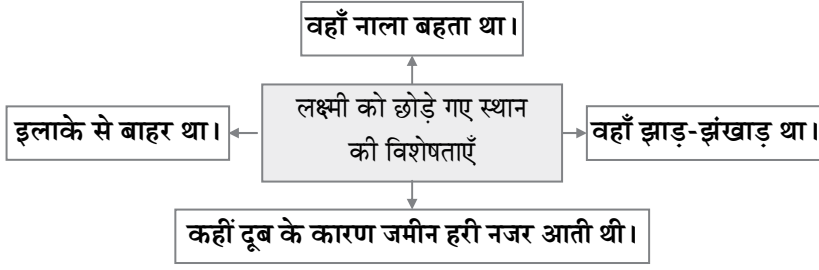 वहाँ नाला बहता था।
लक्ष्मी को छोड़े गए स्थान
की विशेषताएँ
इलाके से बाहर था।
वहाँ झाड़-झंखाड़ था।
कहीं दूब के कारण जमीन हरी नजर आती थी।